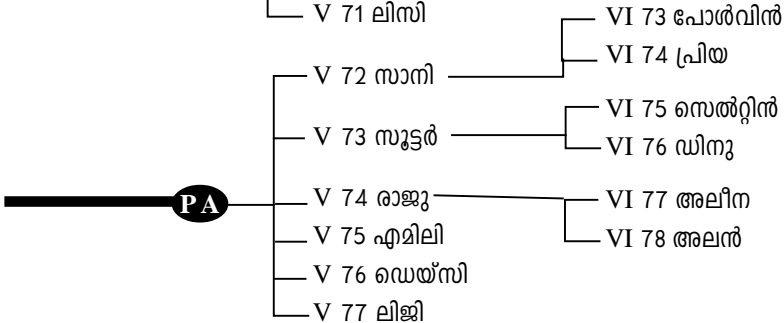 V 71 ലിസി
VI 73 പോൾവിൻ
VI 74 പ്രിയ
V 72 സാനി
VI 75 സെൽറ്റിൻ
V 73 സൂട്ടർ
VI 76 ഡിനു
P A
V 74 രാജു
VI 77 അലീന
V 75 എമിലി
VI 78 അലൻ
V 76 ഡെയ്സി
V 77 ലിജി